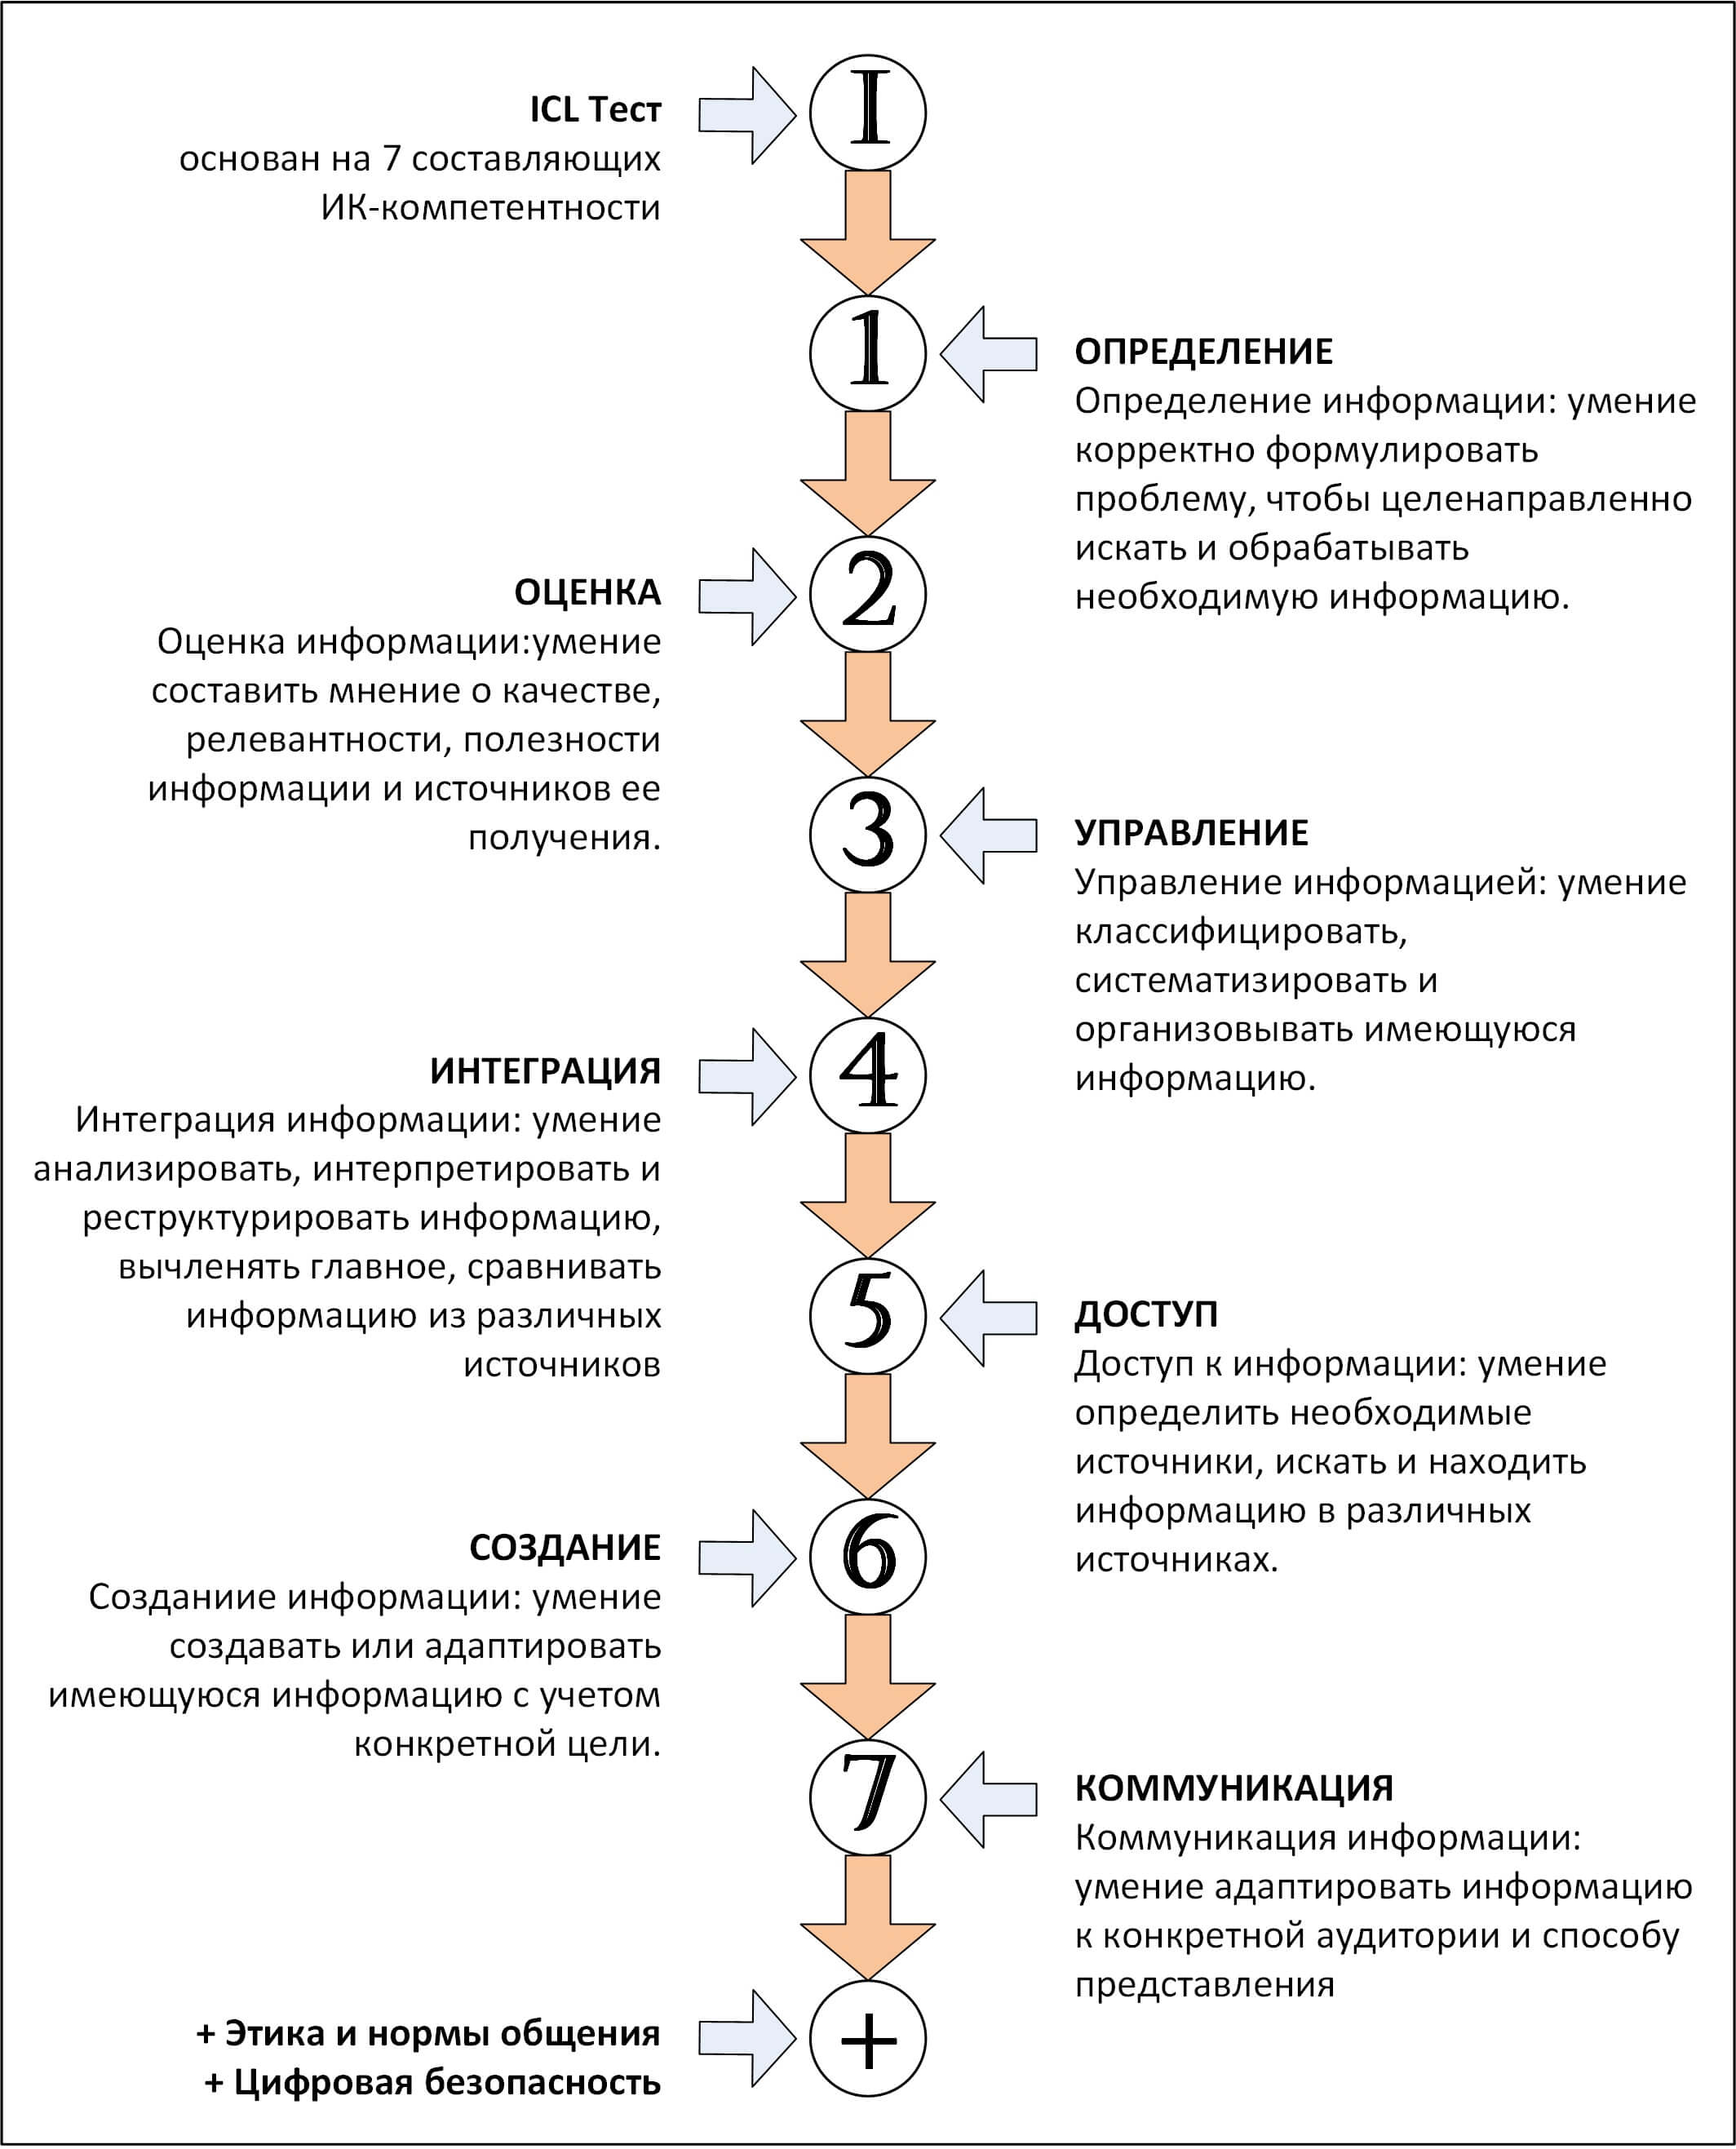 I
ICL Тест
основан на 7 составляющих
ИК-компетентности
1
ОПРЕДЕЛЕНИЕ
Определение информации: умение
корректно формулировать
проблему, чтобы целенаправленно
искать и обрабатывать
необходимую информацию.
2
ОЦЕНКА
Оценка информации:умение
составить мнение о качестве,
релевантности, полезности
информации и источников ее
получения.
3
УПРАВЛЕНИЕ
Управление информацией: умение
классифицировать,
систематизировать и
организовывать имеющуюся
информацию.
4
ИНТЕГРАЦИЯ
Интеграция информации: умение
анализировать, интерпретировать и
реструктурировать информацию,
вычленять главное, сравнивать
информацию из различных
источников
5
ДОСТУП
Доступ к информации: умение
определить необходимые
источники, искать и находить
информацию в различных
источниках.
6
СОЗДАНИЕ
Созданиие информации: умение
создавать или адаптировать
имеющуюся информацию с учетом
конкретной цели.
7
КОММУНИКАЦИЯ
Коммуникация информации:
умение адаптировать информацию
к конкретной аудитории и способу
представления
+
+ Этика и нормы общения
+ Цифровая безопасность